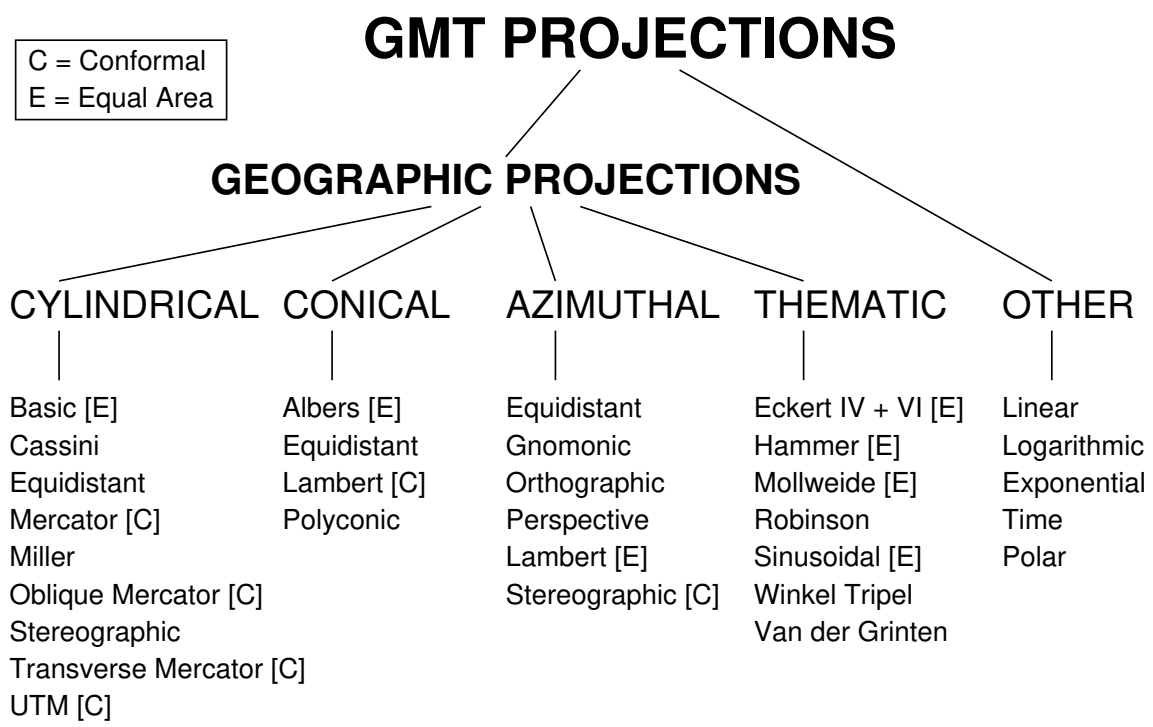 GMT PROJECTIONS
C = Conformal
E = Equal Area
GEOGRAPHIC PROJECTIONS
CYLINDRICAL
Basic [E]
Cassini
Equidistant
Mercator [C]
Miller
Oblique Mercator [C]
Stereographic
Transverse Mercator [C]
UTM [C]
CONICAL
Albers [E]
Equidistant
Lambert [C]
Polyconic
AZIMUTHAL
Equidistant
Gnomonic
Orthographic
Perspective
Lambert [E]
Stereographic [C]
THEMATIC
Eckert IV + VI [E]
Hammer [E]
Mollweide [E]
Robinson
Sinusoidal [E]
Winkel Tripel
Van der Grinten
OTHER
Linear
Logarithmic
Exponential
Time
Polar